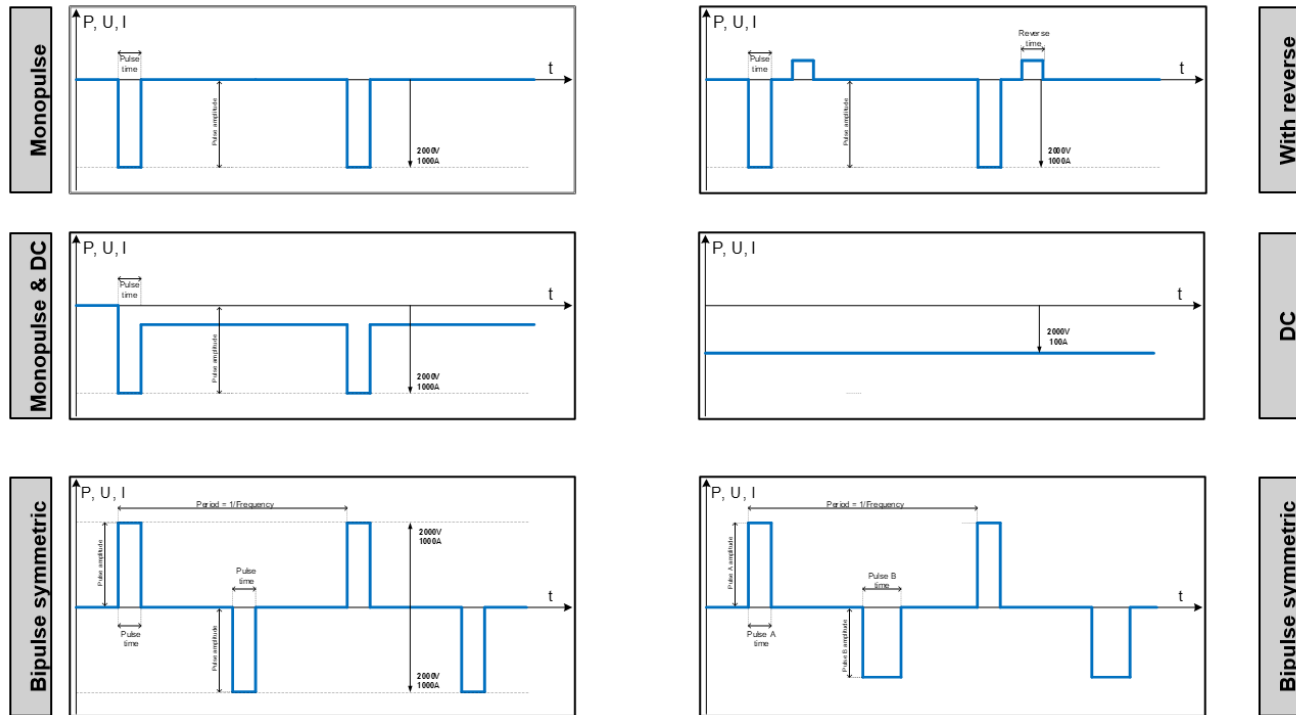 Monopulse
P, U, I
Pulse
time
Pulse amplitude
t
2000V
1000A
P, U, I
Pulse
time
Reverse
time
Pulse amplitude
t
2000V
1000A
With reverse
Monopulse & DC
P, U, I
Pulse
time
Pulse amplitude
t
2000V
1000A
P, U, I
t
2000V
100A
DC
Bipulse symmetric
P, U, I
Period = 1/Frequency
Pulse amplitude
2000V
1000A
Pulse
time
t
Pulse
time
Pulse amplitude
2000V
1000A
P, U, I
Period = 1/Frequency
Pulse A amplitude
Pulse B
time
t
Pulse A
time
Pulse B amplitude
Bipulse symmetric